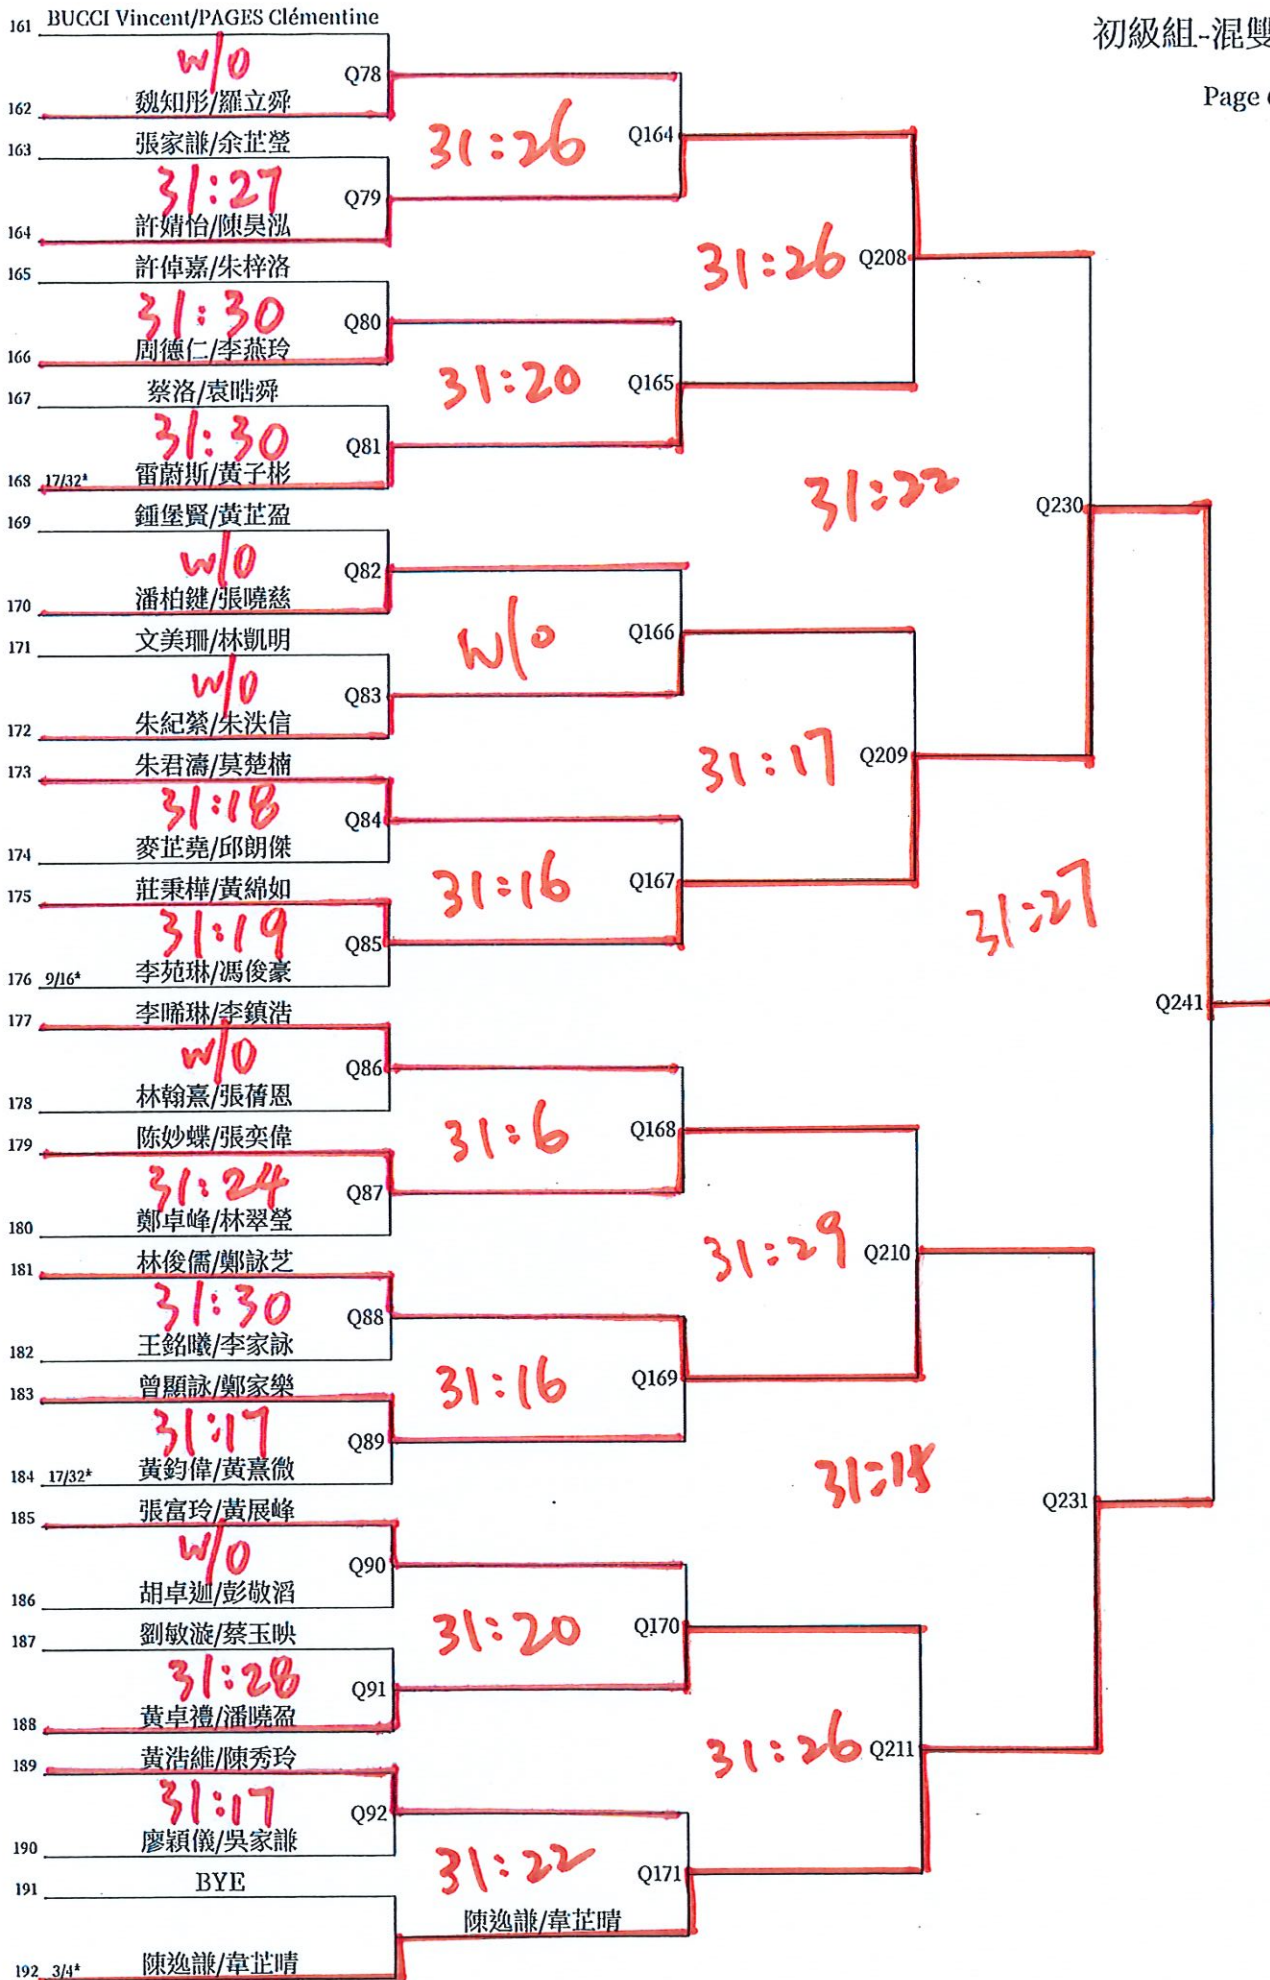 初級組-混雙
Page
161 BUCCI Vincent/PAGES Clémentine
W/O Q78
162 魏知彤/羅立舜
31:26 Q164
163 張家謙/余芷瑩
31:27 Q79
164 許婧怡/陳昊泓
31:26 Q208
165 許倬嘉/朱梓洛
31:30 Q80
166 周德仁/李燕玲
31:20 Q165
167 蔡洛/袁晧舜
31:30 Q81
168 17/32* 雷蔚斯/黃子彬
31:22 Q230
169 鍾堡賢/黃芷盈
W/O Q82
170 潘柏鍵/張曉慈
W/O Q166
171 文美珊/林凱明
W/O Q83
172 朱紀縈/朱泆信
31:17 Q209
173 朱君濤/莫楚楠
31:18 Q84
174 麥芷堯/邱朗傑
31:16 Q167
175 莊秉樺/黃綿如
31:19 Q85
176 9/16* 李苑琳/馮俊豪
31:27 Q241
177 李唏琳/李鎮浩
W/O Q86
178 林翰熹/張蒨恩
31:6 Q168
179 陈妙蝶/張奕偉
31:24 Q87
180 鄭卓峰/林翠瑩
31:29 Q210
181 林俊儒/鄭詠芝
31:30 Q88
182 王銘曦/李家詠
31:16 Q169
183 曾顯詠/鄭家樂
31:17 Q89
184 17/32* 黃鈞偉/黃熹微
Q231
185 張富玲/黃展峰
W/O Q90
186 胡卓迦/彭敬滔
31:20 Q170
187 劉敏漩/蔡玉映
31:28 Q91
188 黃卓禮/潘曉盈
31:26 Q211
189 黃浩維/陳秀玲
31:17 Q92
190 廖穎儀/吳家謙
31:22 Q171
191 BYE
陳逸謙/韋芷晴
192 3/4* 陳逸謙/韋芷晴